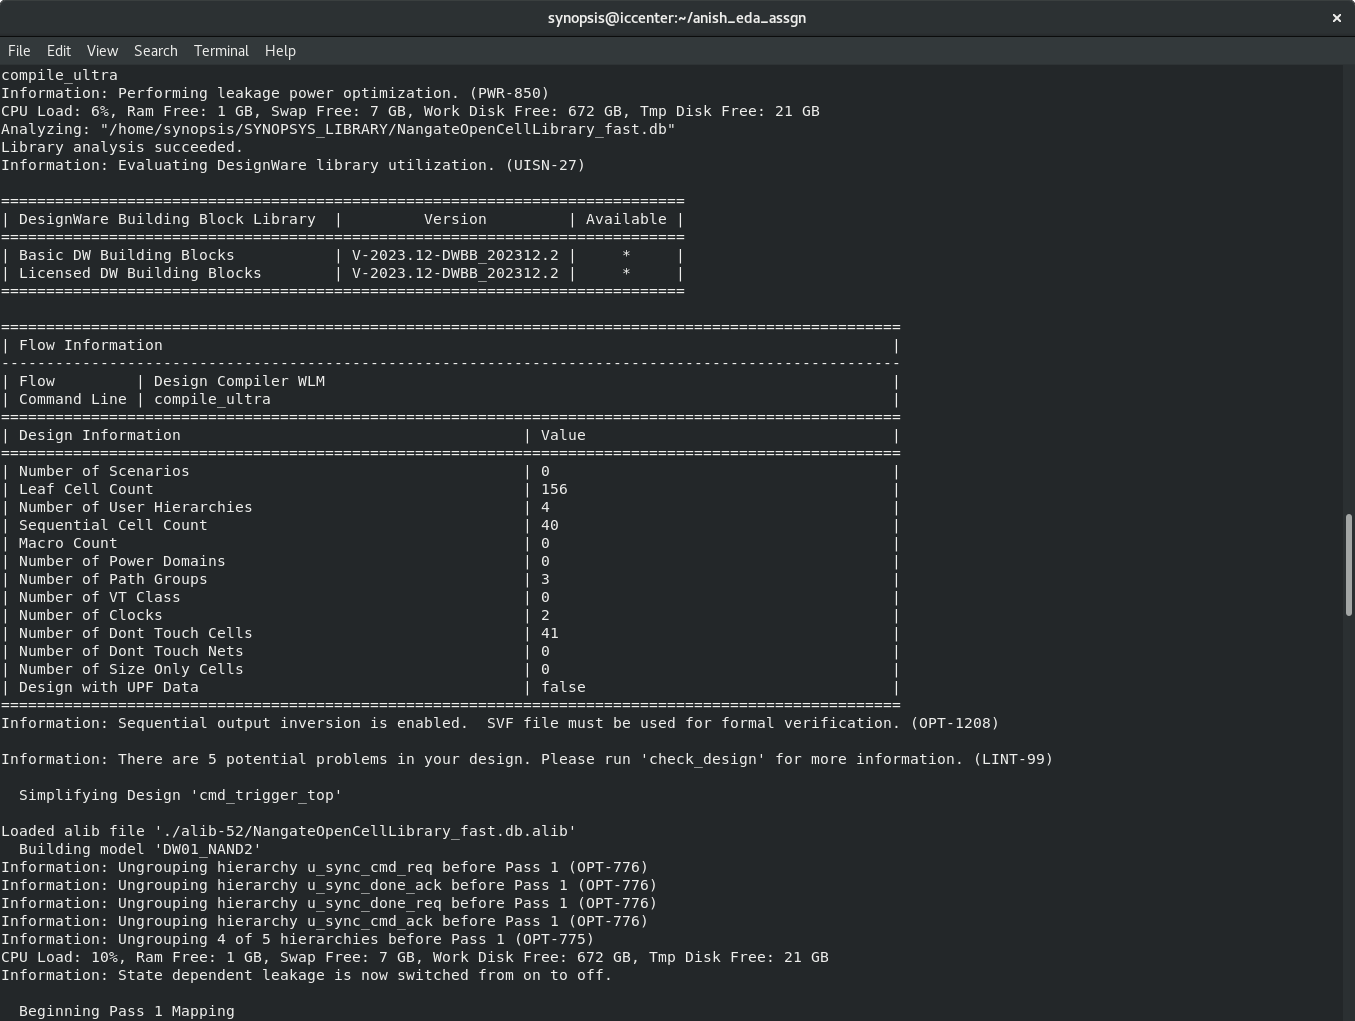 synopsis@iccenter:~/anish_eda_assgn
File Edit View Search Terminal Help
compile_ultra
Information: Performing leakage power optimization. (PWR-850)
CPU Load: 6%, Ram Free: 1 GB, Swap Free: 7 GB, Work Disk Free: 672 GB, Tmp Disk Free: 21 GB
Analyzing: "/home/synopsis/SYNOPSYS_LIBRARY/NangateOpenCellLibrary_fast.db"
Library analysis succeeded.
Information: Evaluating DesignWare library utilization. (UISN-27)

============================================================================
| DesignWare Building Block Library  |         Version         | Available |
============================================================================
| Basic DW Building Blocks           | V-2023.12-DWBB_202312.2 |     *     |
| Licensed DW Building Blocks        | V-2023.12-DWBB_202312.2 |     *     |
============================================================================

====================================================================================================
| Flow Information                                                                                 |
----------------------------------------------------------------------------------------------------
| Flow         | Design Compiler WLM                                                               |
| Command Line | compile_ultra                                                                     |
====================================================================================================
| Design Information                                      | Value                                  |
====================================================================================================
| Number of Scenarios                                     | 0                                      |
| Leaf Cell Count                                         | 156                                    |
| Number of User Hierarchies                              | 4                                      |
| Sequential Cell Count                                   | 40                                     |
| Macro Count                                             | 0                                      |
| Number of Power Domains                                 | 0                                      |
| Number of Path Groups                                   | 3                                      |
| Number of VT Class                                      | 0                                      |
| Number of Clocks                                        | 2                                      |
| Number of Dont Touch Cells                              | 41                                     |
| Number of Dont Touch Nets                               | 0                                      |
| Number of Size Only Cells                               | 0                                      |
| Design with UPF Data                                    | false                                  |
====================================================================================================
Information: Sequential output inversion is enabled.  SVF file must be used for formal verification. (OPT-1208)

Information: There are 5 potential problems in your design. Please run 'check_design' for more information. (LINT-99)

  Simplifying Design 'cmd_trigger_top'

Loaded alib file './alib-52/NangateOpenCellLibrary_fast.db.alib'
  Building model 'DW01_NAND2'
Information: Ungrouping hierarchy u_sync_cmd_req before Pass 1 (OPT-776)
Information: Ungrouping hierarchy u_sync_done_ack before Pass 1 (OPT-776)
Information: Ungrouping hierarchy u_sync_done_req before Pass 1 (OPT-776)
Information: Ungrouping hierarchy u_sync_cmd_ack before Pass 1 (OPT-776)
Information: Ungrouping 4 of 5 hierarchies before Pass 1 (OPT-775)
CPU Load: 10%, Ram Free: 1 GB, Swap Free: 7 GB, Work Disk Free: 672 GB, Tmp Disk Free: 21 GB
Information: State dependent leakage is now switched from on to off.

  Beginning Pass 1 Mapping